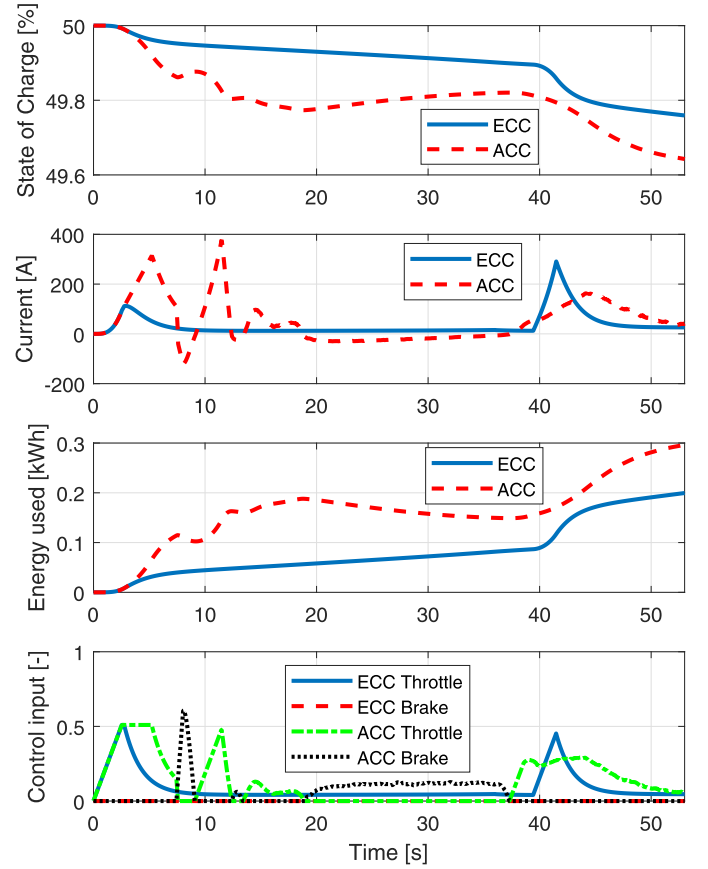 State of Charge [%]
50
49.8
49.6
ECC
ACC
0 10 20 30 40 50
Current [A]
400
200
0
-200
ECC
ACC
0 10 20 30 40 50
Energy used [kWh]
0.3
0.2
0.1
0
ECC
ACC
0 10 20 30 40 50
Control input [-]
1
0.5
0
ECC Throttle
ECC Brake
ACC Throttle
ACC Brake
0 10 20 30 40 50
Time [s]